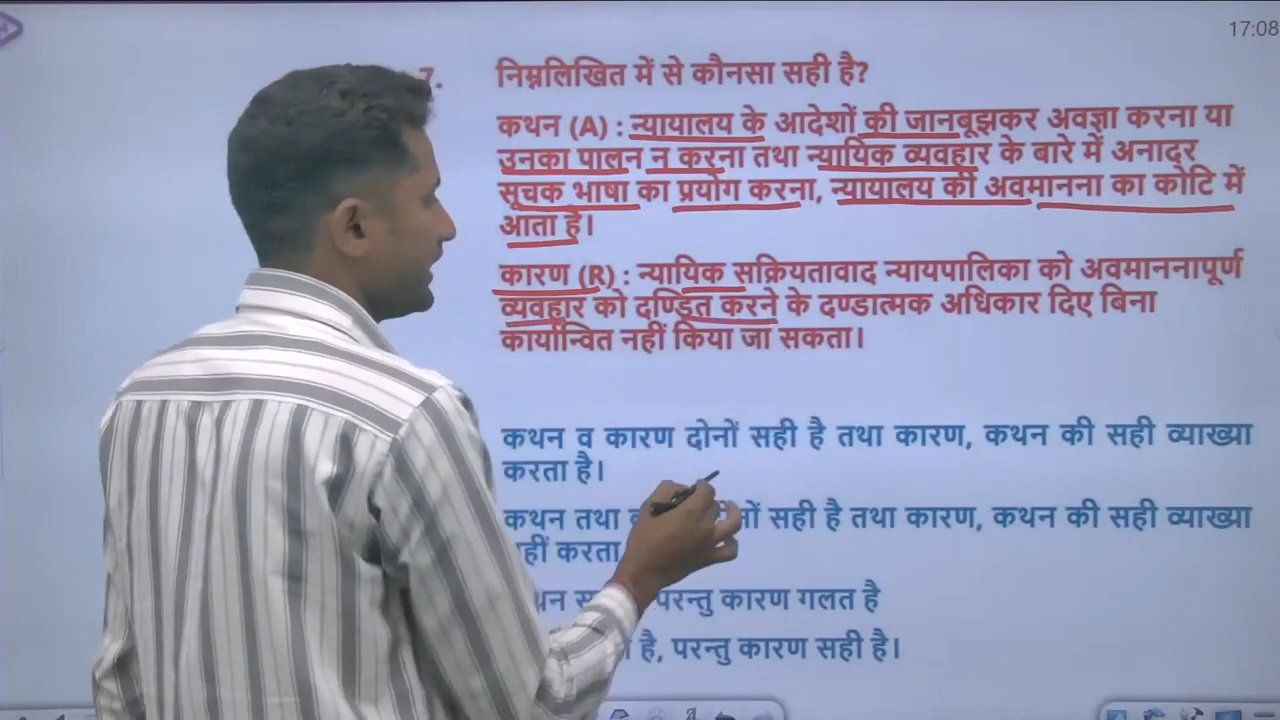 17:08
7. निम्नलिखित में से कौनसा सही है?
कथन (A) : न्यायालय के आदेशों की जानबूझकर अवज्ञा करना या
उनका पालन न करना तथा न्यायिक व्यवहार के बारे में अनादर
सूचक भाषा का प्रयोग करना, न्यायालय की अवमानना का कोटि में
आता है।
कारण (R) : न्यायिक सक्रियतावाद न्यायपालिका को अवमाननापूर्ण
व्यवहार को दण्डित करने के दण्डात्मक अधिकार दिए बिना
कार्यान्वित नहीं किया जा सकता।
कथन व कारण दोनों सही है तथा कारण, कथन की सही व्याख्या
करता है।
कथन तथा सही है तथा कारण, कथन की सही व्याख्या
करता
परन्तु कारण गलत है
है, परन्तु कारण सही है।